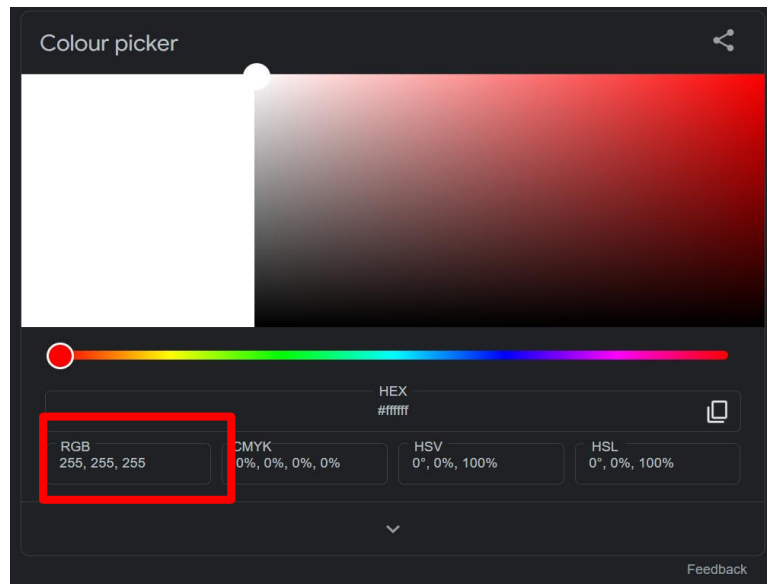 Colour picker
HEX
#ffffff
RGB
255, 255, 255
CMYK
0%, 0%, 0%, 0%
HSV
0°, 0%, 100%
HSL
0°, 0%, 100%
Feedback